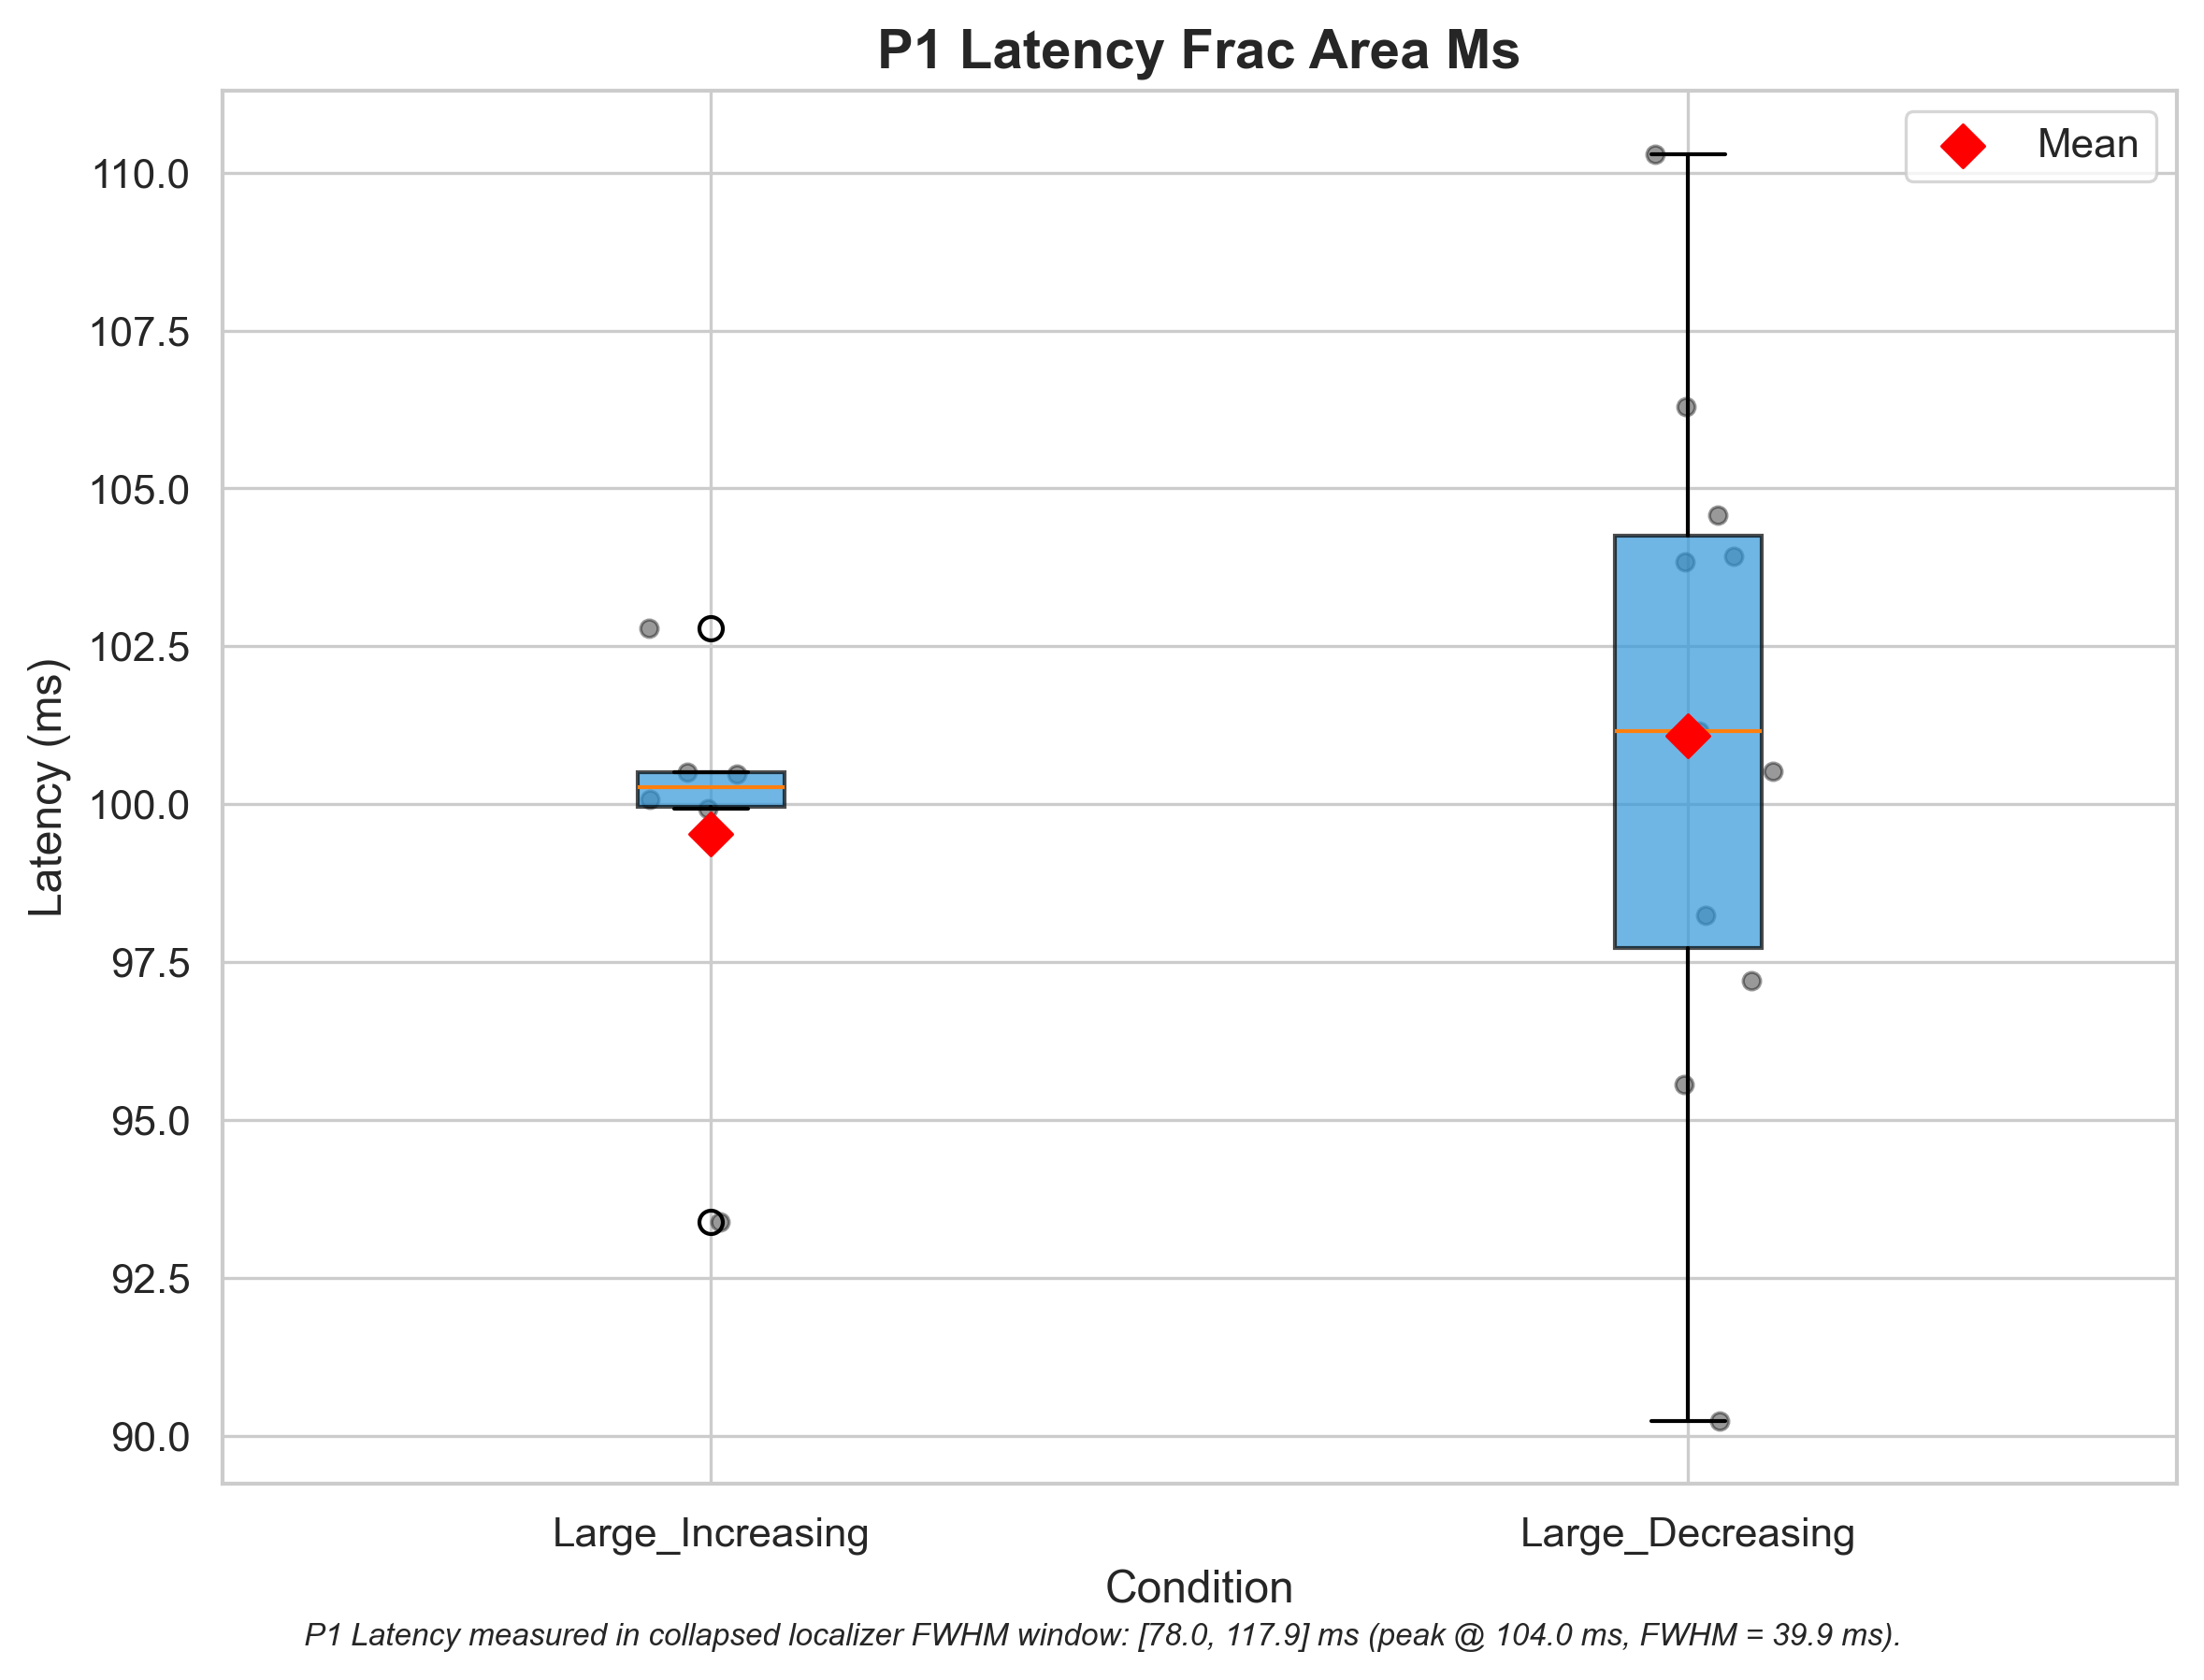 P1 Latency Frac Area Ms
Mean
110.0
107.5
105.0
102.5
100.0
97.5
95.0
92.5
90.0
Latency (ms)
Large_Increasing
Large_Decreasing
Condition
P1 Latency measured in collapsed localizer FWHM window: [78.0, 117.9] ms (peak @ 104.0 ms, FWHM = 39.9 ms).